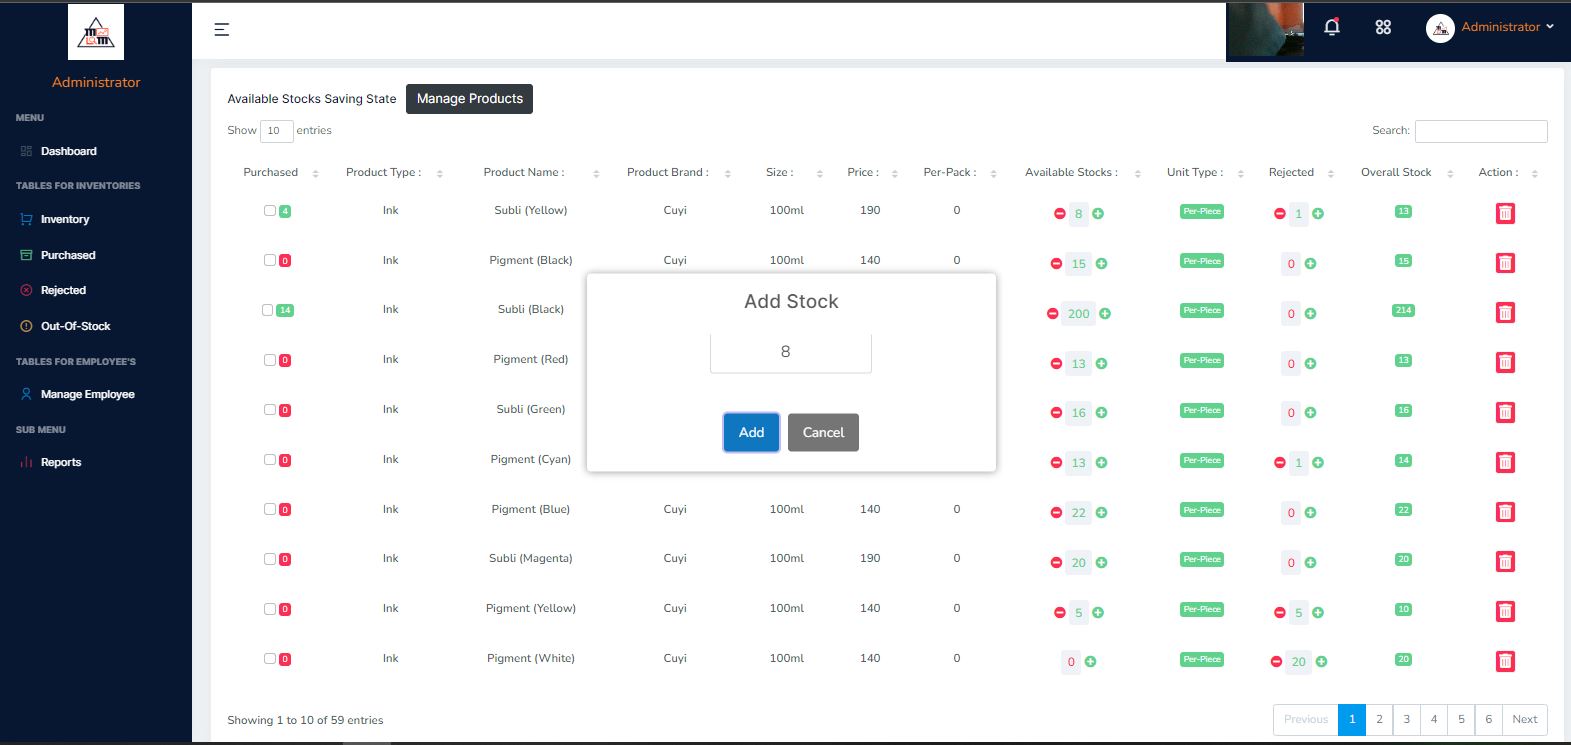 Administrator
MENU
Dashboard
TABLES FOR INVENTORIES
Inventory
Purchased
Rejected
Out-Of-Stock
TABLES FOR EMPLOYEE'S
Manage Employee
SUB MENU
Reports
Administrator
Available Stocks Saving State Manage Products
Show 10 entries Search:
Purchased Product Type : Product Name : Product Brand : Size : Price : Per-Pack : Available Stocks : Unit Type : Rejected Overall Stock Action :
4 Ink Subli (Yellow) Cuyi 100ml 190 0 8 Per-Piece 1 13
0 Ink Pigment (Black) Cuyi 100ml 140 0 15 Per-Piece 0 15
14 Ink Subli (Black) 200 Per-Piece 0 214
0 Ink Pigment (Red) 13 Per-Piece 0 13
0 Ink Subli (Green) 16 Per-Piece 0 16
0 Ink Pigment (Cyan) 13 Per-Piece 1 14
0 Ink Pigment (Blue) Cuyi 100ml 140 0 22 Per-Piece 0 22
0 Ink Subli (Magenta) Cuyi 100ml 190 0 20 Per-Piece 0 20
0 Ink Pigment (Yellow) Cuyi 100ml 140 0 5 Per-Piece 5 10
0 Ink Pigment (White) Cuyi 100ml 140 0 0 Per-Piece 20 20
Add Stock
8
Add Cancel
Showing 1 to 10 of 59 entries
Previous 1 2 3 4 5 6 Next